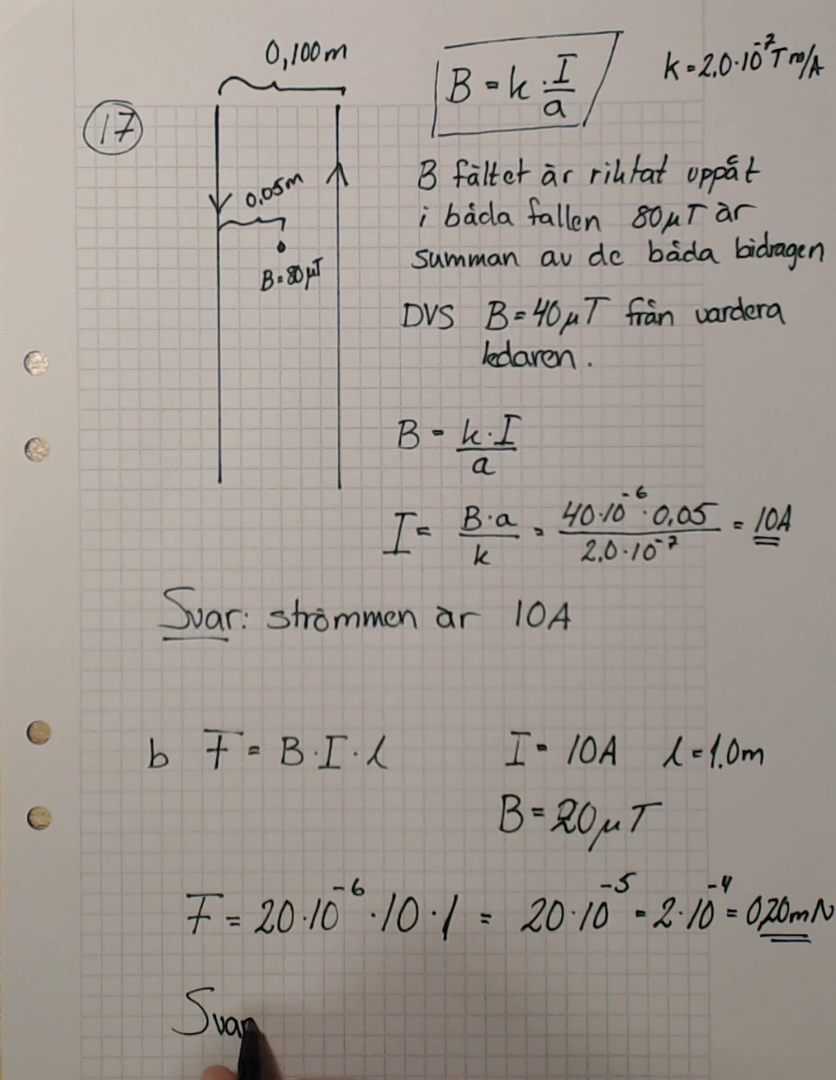 0,100m
B = k · I/a
k = 2,0·10⁻⁷ Tm/A
17
0,05m
B = 80 μT
B fältet är riktat uppåt
i båda fallen 80μT är
summan av de båda bidragen
DVS B = 40μT från vardera
ledaren.
B = k·I/a
I = B·a/k = 40·10⁻⁶·0,05/2,0·10⁻⁷ = 10A
Svar: strömmen är 10A
b F = B·I·l I = 10A l = 1,0m
B = 20μT
F = 20·10⁻⁶·10·1 = 20·10⁻⁵ = 2·10⁻⁴ = 0,20mN
Svar